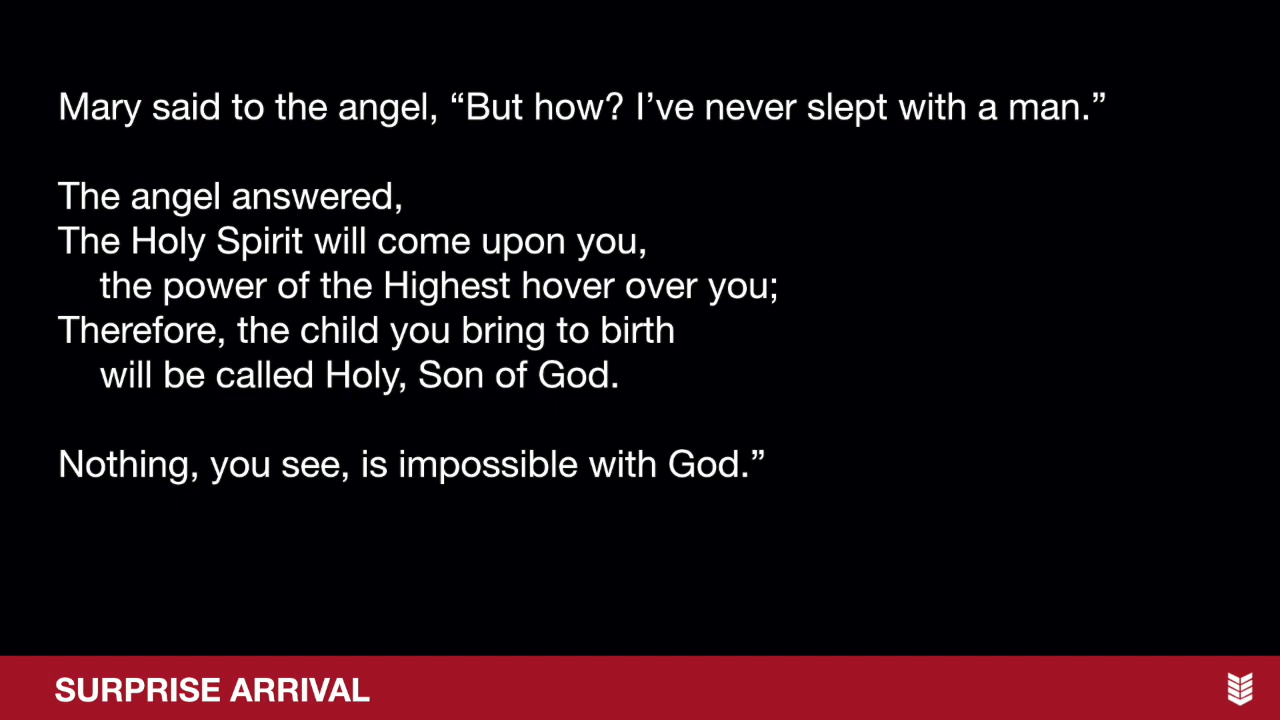 Mary said to the angel, “But how? I’ve never slept with a man.”
The angel answered,
The Holy Spirit will come upon you,
the power of the Highest hover over you;
Therefore, the child you bring to birth
will be called Holy, Son of God.
Nothing, you see, is impossible with God.”
SURPRISE ARRIVAL